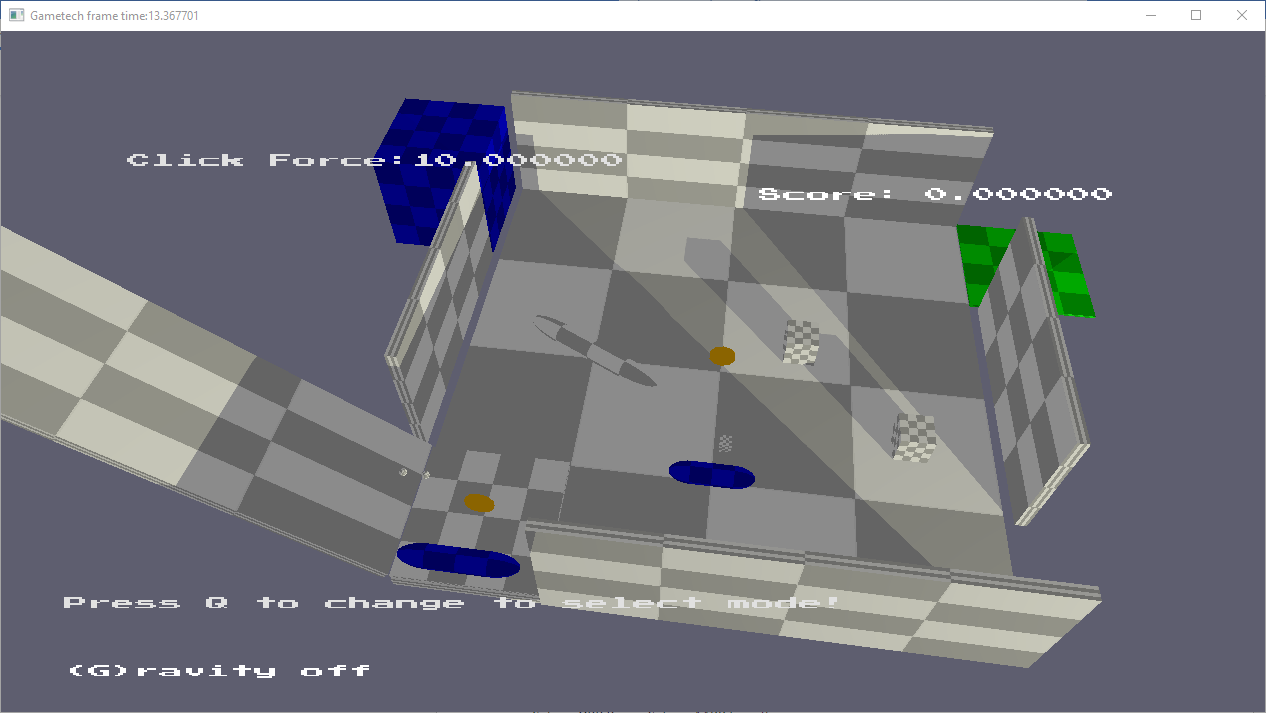 Gametech frame time:13.367701
Click Force:10.000000
Score: 0.000000
Press Q to change to select mode!
(G)ravity off